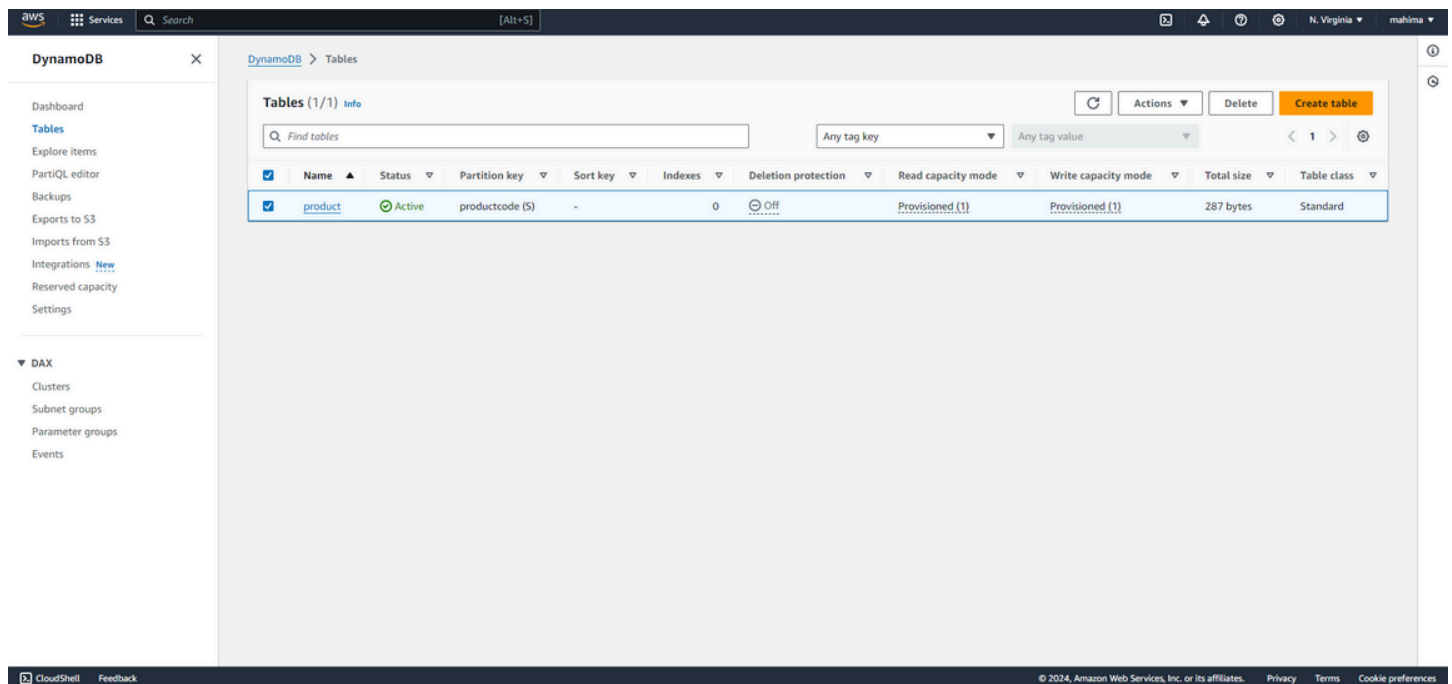 aws Services Search [Alt+S] N. Virginia mahima
DynamoDB
Dashboard
Tables
Explore items
PartiQL editor
Backups
Exports to S3
Imports from S3
Integrations New
Reserved capacity
Settings
DAX
Clusters
Subnet groups
Parameter groups
Events
DynamoDB > Tables
Tables (1/1) Info Actions Delete Create table
Find tables Any tag key Any tag value 1
Name Status Partition key Sort key Indexes Deletion protection Read capacity mode Write capacity mode Total size Table class
product Active productcode (S) - 0 Off Provisioned (1) Provisioned (1) 287 bytes Standard
CloudShell Feedback © 2024, Amazon Web Services, Inc. or its affiliates. Privacy Terms Cookie preferences